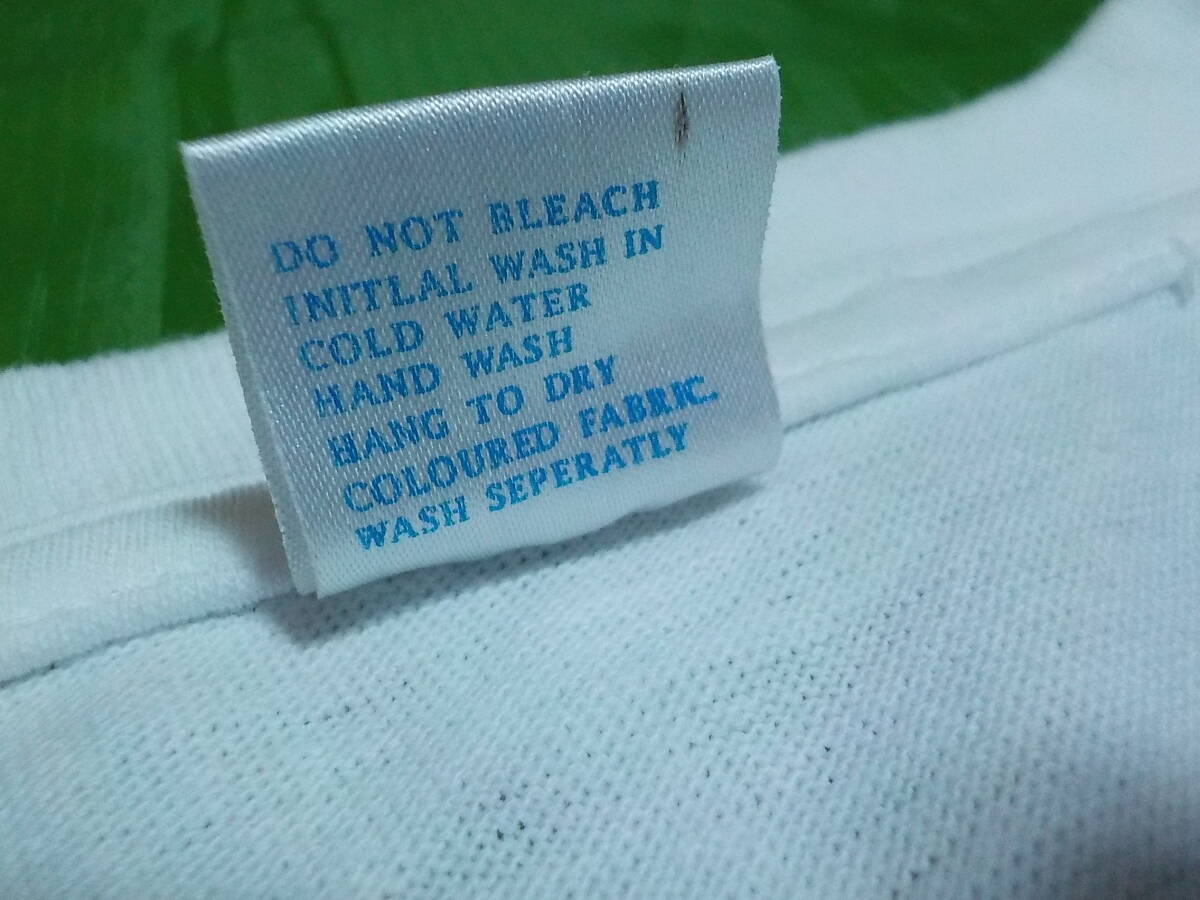 DO NOT BLEACH
INITLAL WASH IN
COLD WATER
HAND WASH
HANG TO DRY
COLOURED FABRIC.
WASH SEPERATLY